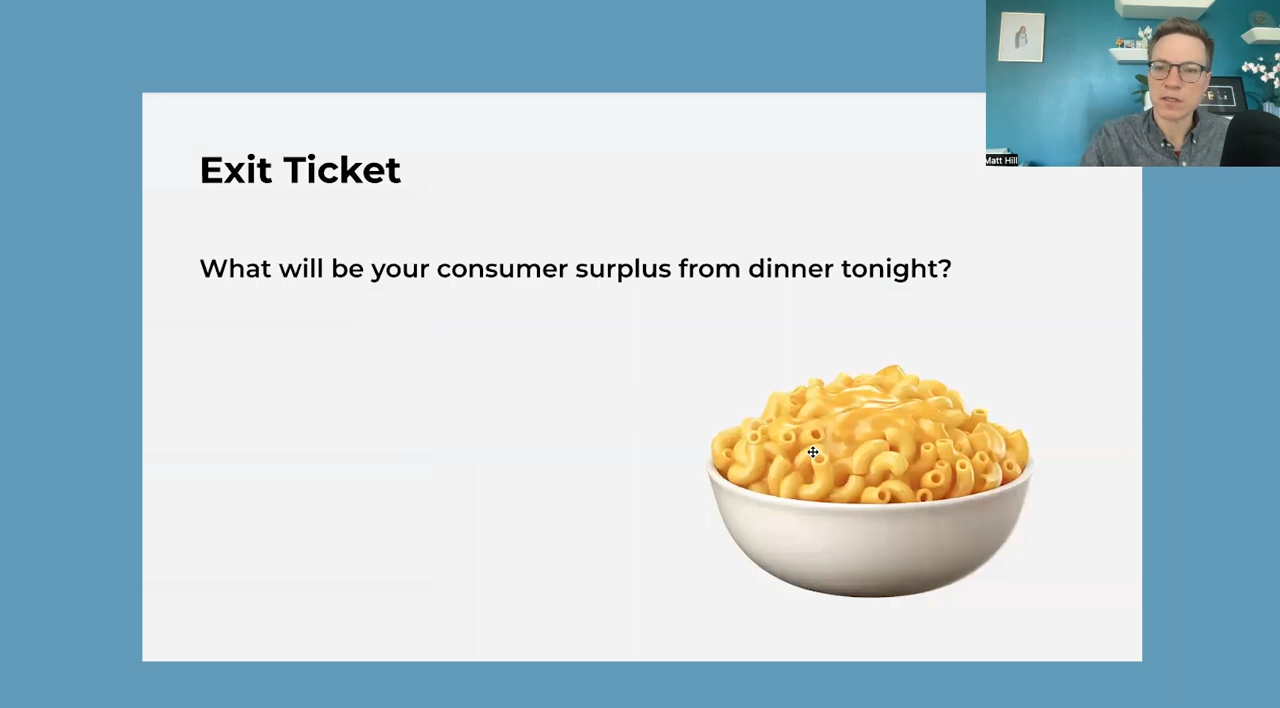 Exit Ticket
What will be your consumer surplus from dinner tonight?
Matt Hill